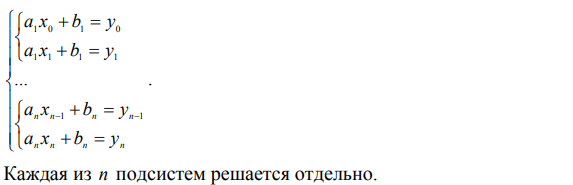 a₁x₀ + b₁ = y₀
a₁x₁ + b₁ = y₁
...
aₙxₙ₋₁ + bₙ = yₙ₋₁
aₙxₙ + bₙ = yₙ
.
Каждая из n подсистем решается отдельно.